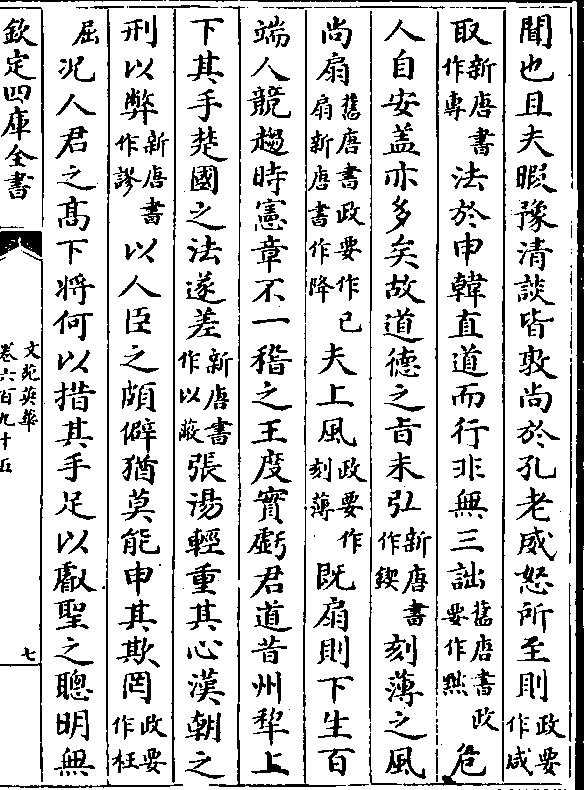 聞也且夫暇豫清談皆敦尚於孔老威怒所至則政要作咸
取新唐書作專法於申韓直道而行非無三詘舊唐書政要作黜危
人自安蓋亦多矣故道德之旨未弘新唐書作鍥刻薄之風
尚扇舊唐書政要作已扇新唐書作降夫上風政要作刻薄既扇則下生百
端人競趨時憲章不一稽之王度實虧君道昔州犂上
下其手楚國之法遂差新唐書作以蔽張湯輕重其心漢朝之
刑以弊新唐書作謬以人臣之頗僻猶莫能申其欺罔政要作枉
屈况人君之髙下將何以措其手足以叡聖之聰明無
欽定四庫全書
文苑英華
卷六百九十五
七